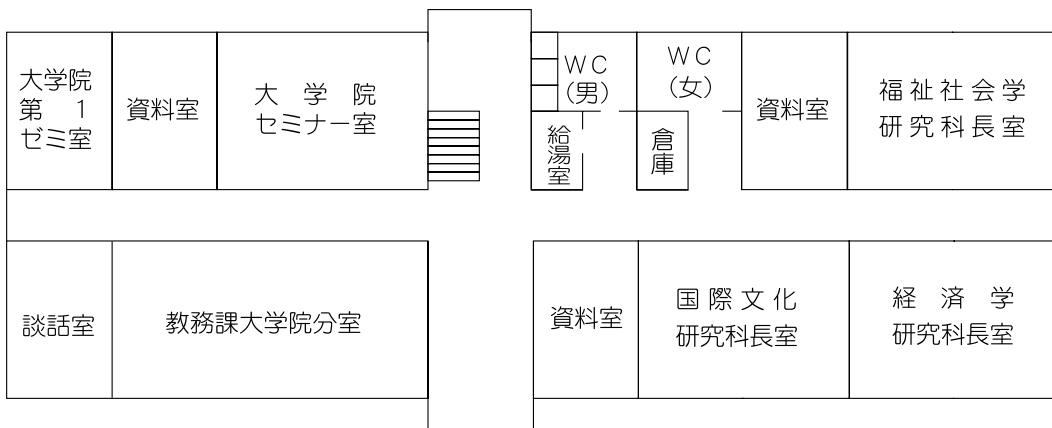 大学院
第1
ゼミ室
資料室
大学院
セミナー室
WC
(男)
WC
(女)
給湯室
倉庫
資料室
福祉社会学
研究科長室
談話室
教務課大学院分室
資料室
国際文化
研究科長室
経済学
研究科長室